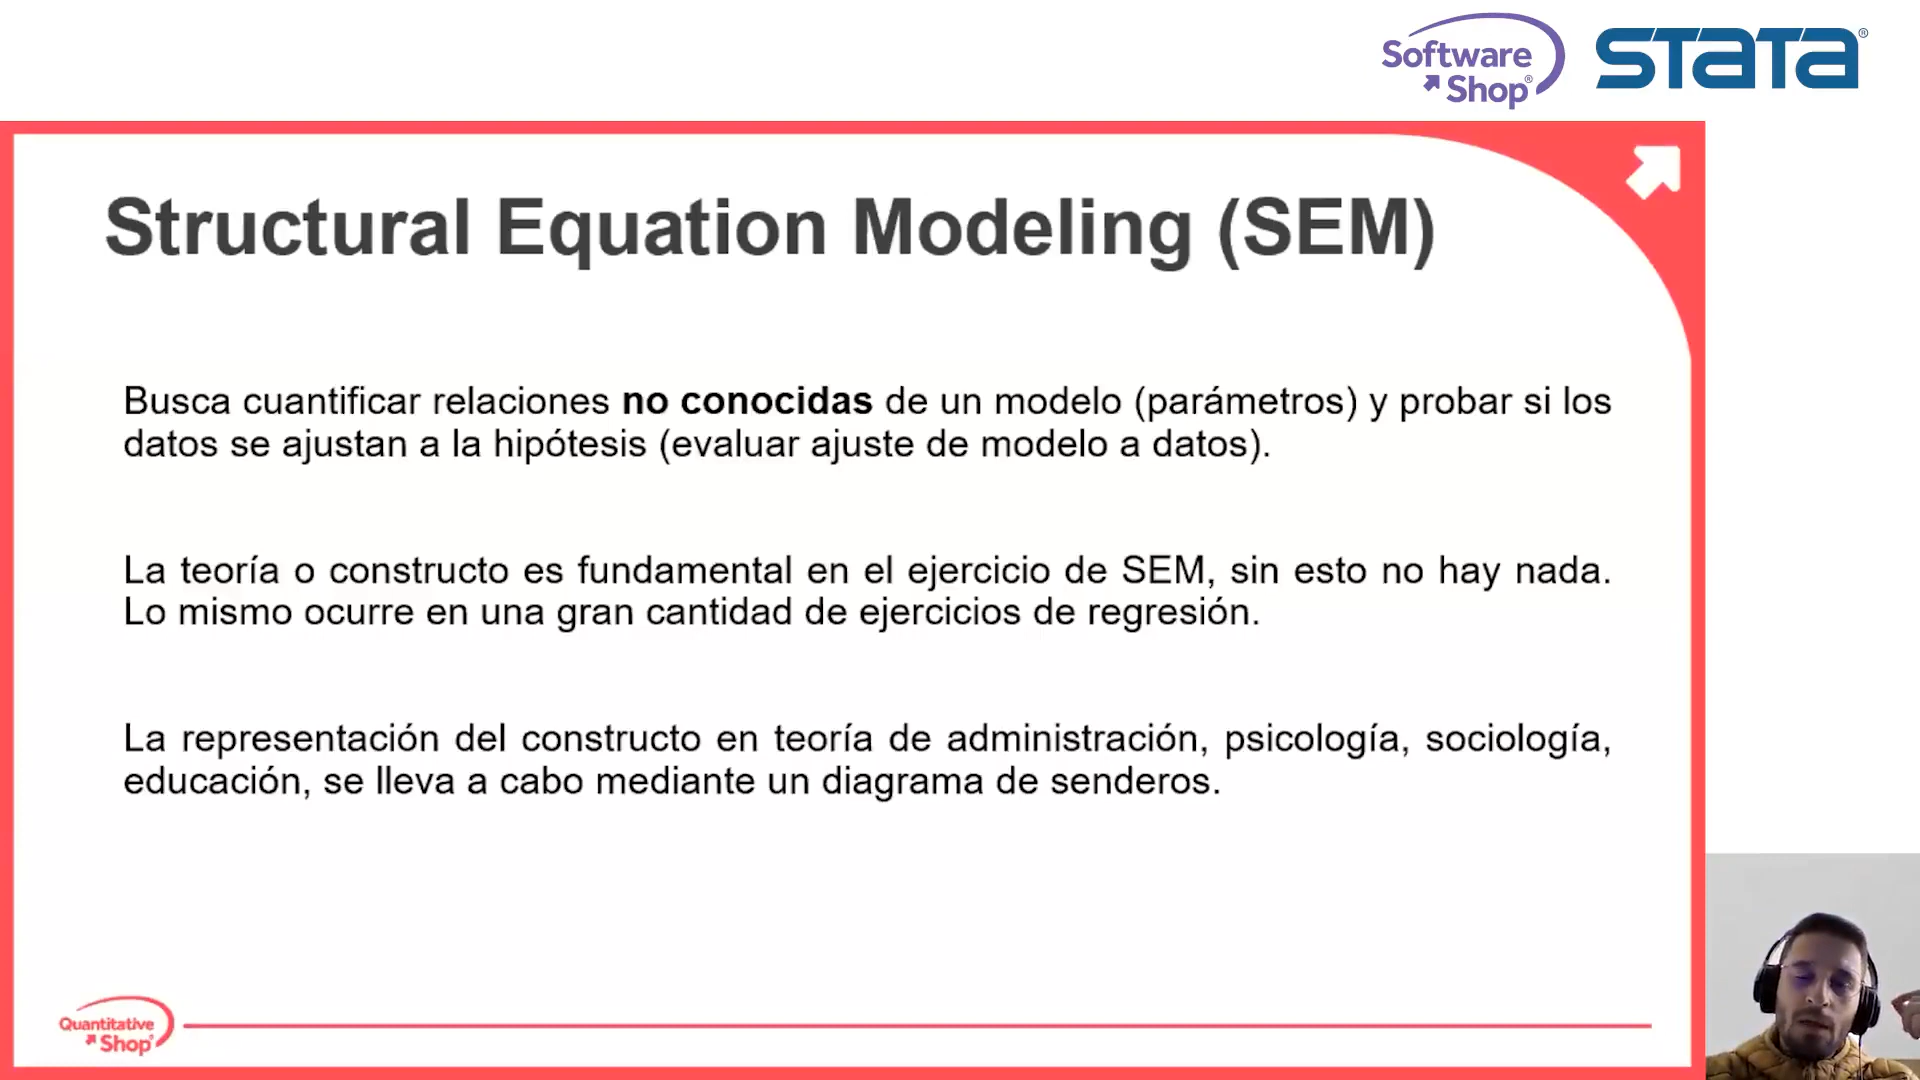 Software
Shop®
STATA®
Structural Equation Modeling (SEM)
Busca cuantificar relaciones no conocidas de un modelo (parámetros) y probar si los
datos se ajustan a la hipótesis (evaluar ajuste de modelo a datos).
La teoría o constructo es fundamental en el ejercicio de SEM, sin esto no hay nada.
Lo mismo ocurre en una gran cantidad de ejercicios de regresión.
La representación del constructo en teoría de administración, psicología, sociología,
educación, se lleva a cabo mediante un diagrama de senderos.
Quantitative
Shop